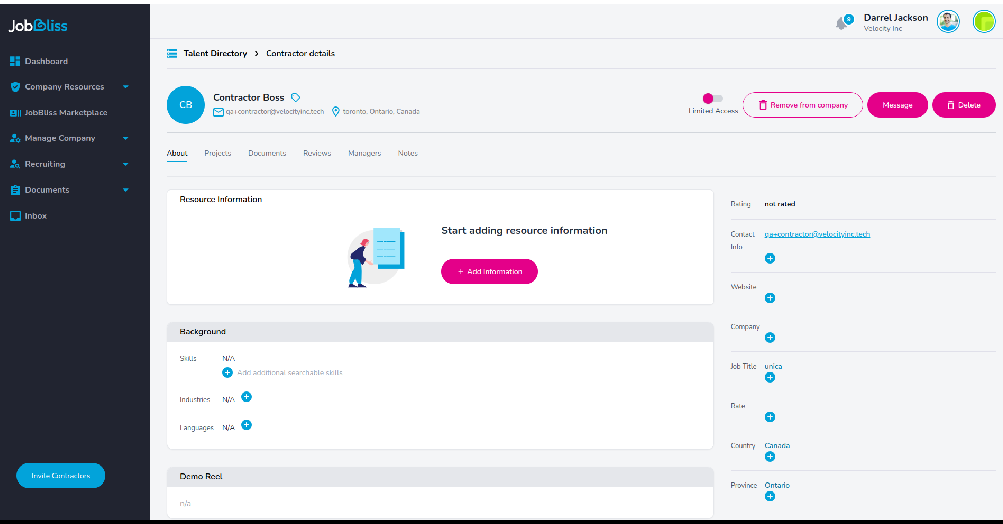 JobBliss
9
Darrel Jackson
Velocity Inc
Talent Directory > Contractor details
Dashboard
Company Resources
JobBliss Marketplace
Manage Company
Recruiting
Documents
Inbox
Invite Contractors
CB
Contractor Boss
qa+contractor@velocityinc.tech
toronto, Ontario, Canada
Limited Access
Remove from company
Message
Delete
About Projects Documents Reviews Managers Notes
Resource Information
Start adding resource information
+ Add Information
Background
Skills N/A
Add additional searchable skills
Industries N/A
Languages N/A
Demo Reel
n/a
Rating not rated
Contact Info qa+contractor@velocityinc.tech
Website
Company
Job Title unica
Rate
Country Canada
Province Ontario